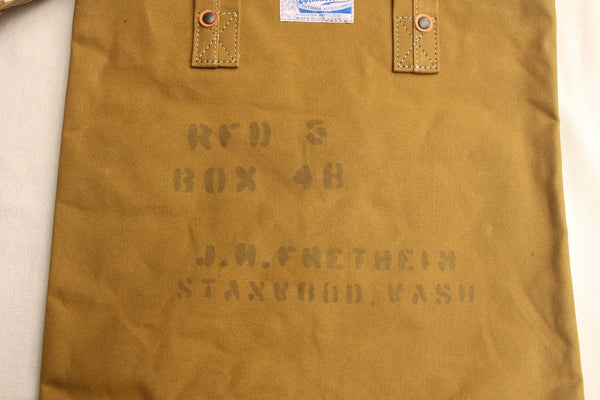 RFD 3
BOX 48
J.H. FRETHEIM
STANWOOD, WASH